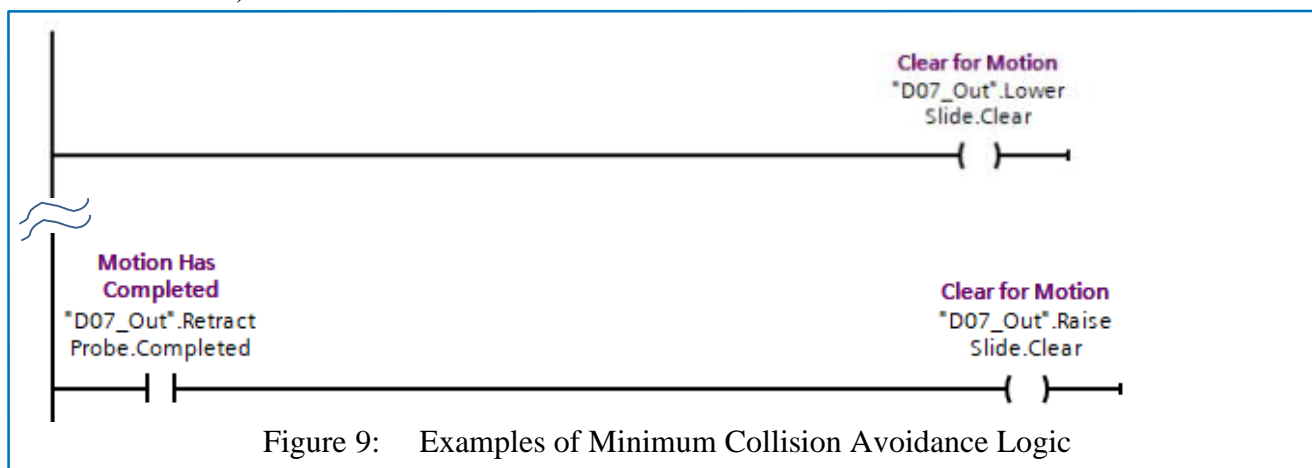 Clear for Motion
"D07_Out".Lower
Slide.Clear
Motion Has
Completed
"D07_Out".Retract
Probe.Completed
Clear for Motion
"D07_Out".Raise
Slide.Clear
Figure 9: Examples of Minimum Collision Avoidance Logic